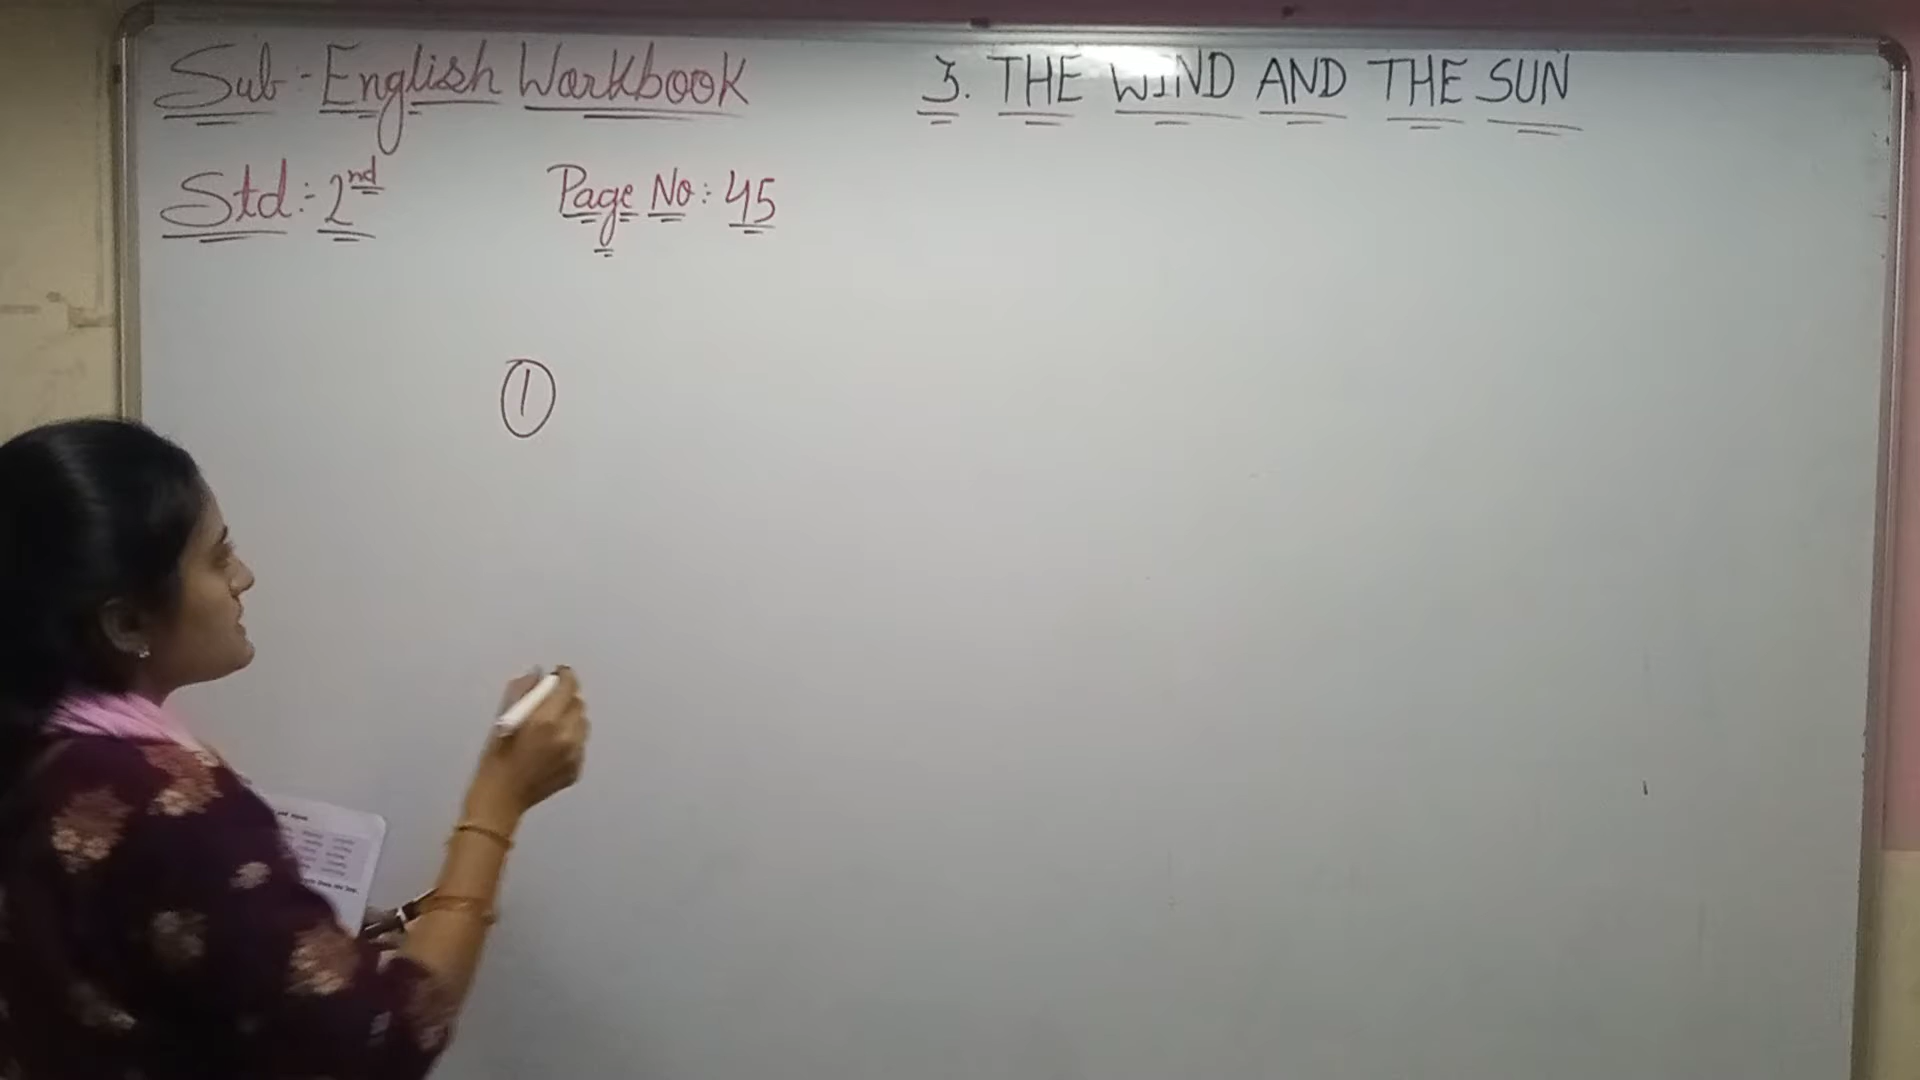 Sub:- English Workbook
3. THE WIND AND THE SUN
Std:- 2nd
Page No: 45
1